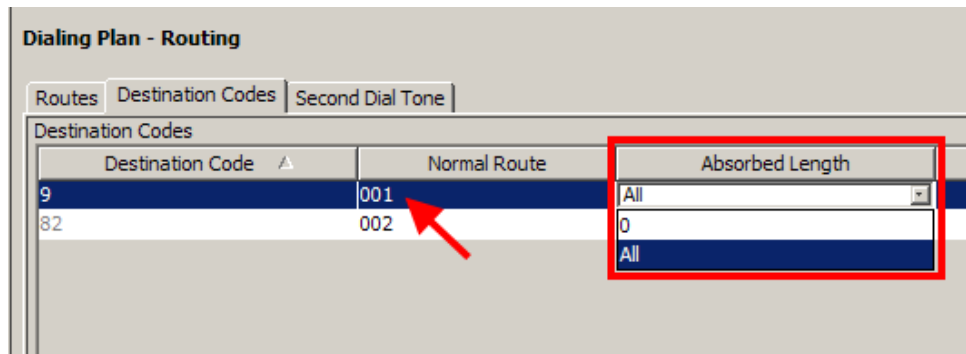 Dialing Plan - Routing
Routes Destination Codes Second Dial Tone
Destination Codes
Destination Code Normal Route Absorbed Length
9 001 All
82 002 0
All